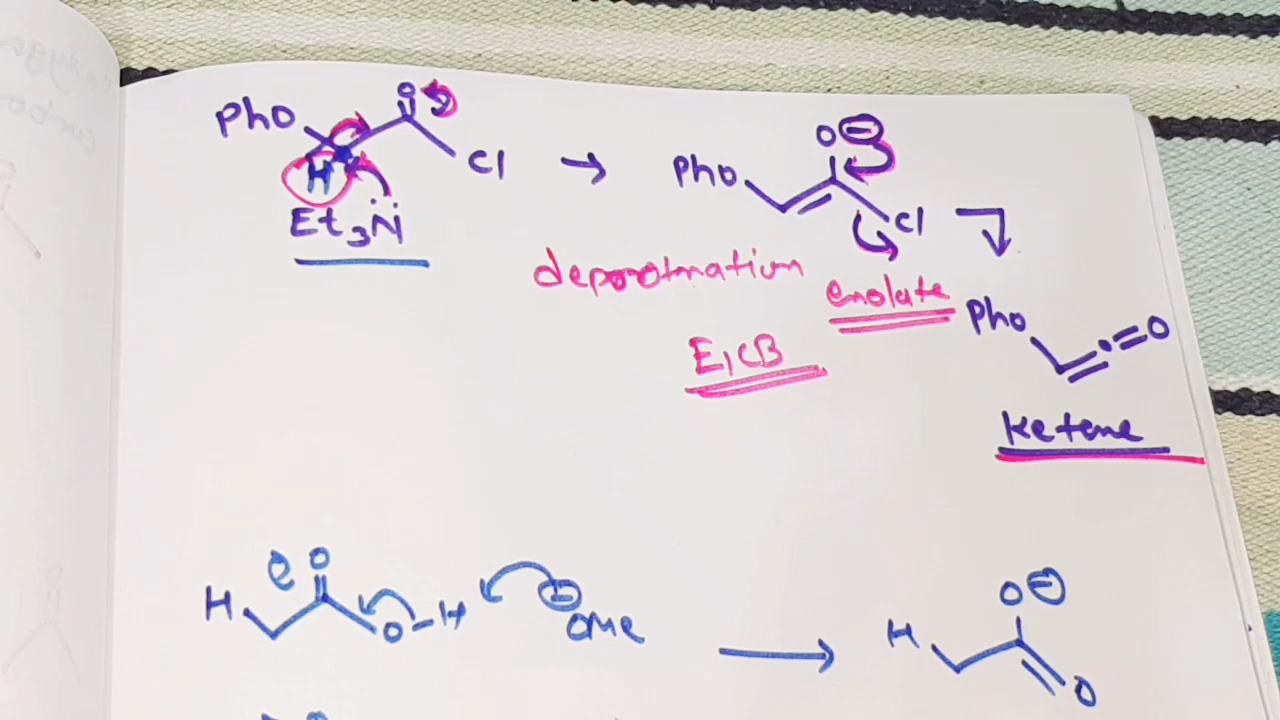 PhO O Cl → PhO O⊖ Cl
H
Et₃N̈
deprotnation enolate
E₁CB
PhO O
Ketene
H O O-H ⊖OMe → H O⊖ O